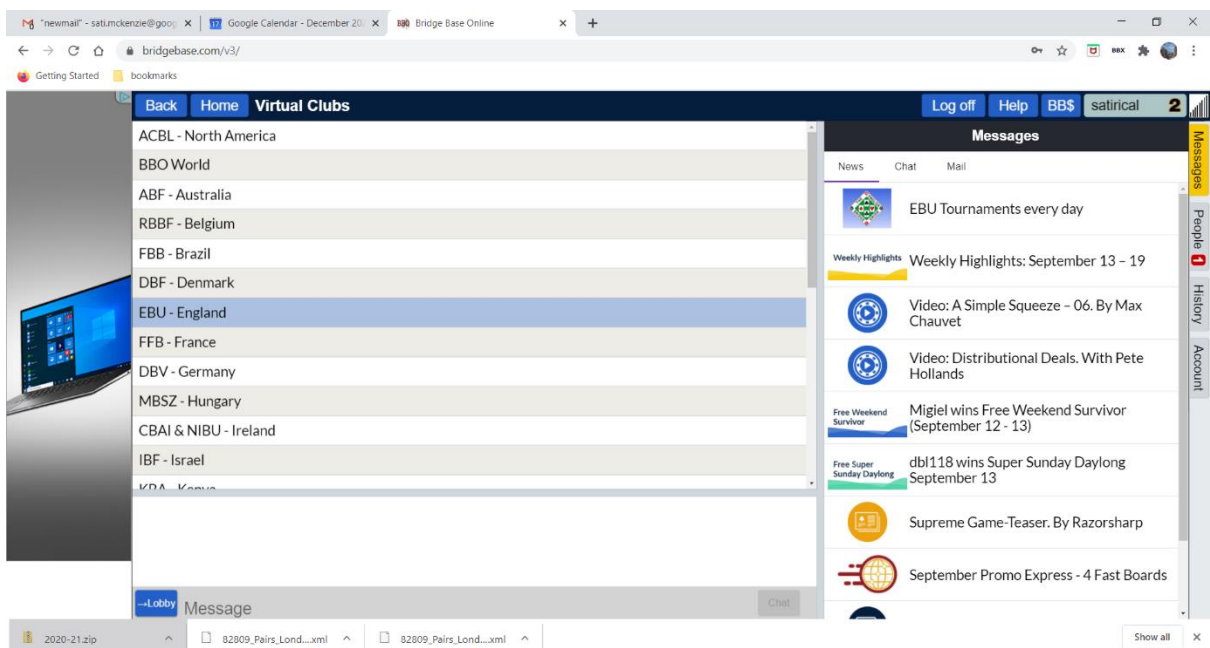 "newmail" - sati.mckenzie@goog
Google Calendar - December 20
Bridge Base Online
bridgebase.com/v3/
BBX
Getting Started
bookmarks
Back
Home
Virtual Clubs
Log off
Help
BB$
satirical
2
ACBL - North America
BBO World
ABF - Australia
RBBF - Belgium
FBB - Brazil
DBF - Denmark
EBU - England
FFB - France
DBV - Germany
MBSZ - Hungary
CBAI & NIBU - Ireland
IBF - Israel
KBA Kenya
→Lobby
Message
Chat
Messages
News
Chat
Mail
EBU Tournaments every day
Weekly Highlights
Weekly Highlights: September 13 – 19
Video: A Simple Squeeze – 06. By Max
Chauvet
Video: Distributional Deals. With Pete
Hollands
Free Weekend
Survivor
Migiel wins Free Weekend Survivor
(September 12 - 13)
Free Super
Sunday Daylong
dbl118 wins Super Sunday Daylong
September 13
Supreme Game-Teaser. By Razorsharp
September Promo Express - 4 Fast Boards
Messages
People 1
History
Account
2020-21.zip
82809_Pairs_Lond....xml
82809_Pairs_Lond....xml
Show all